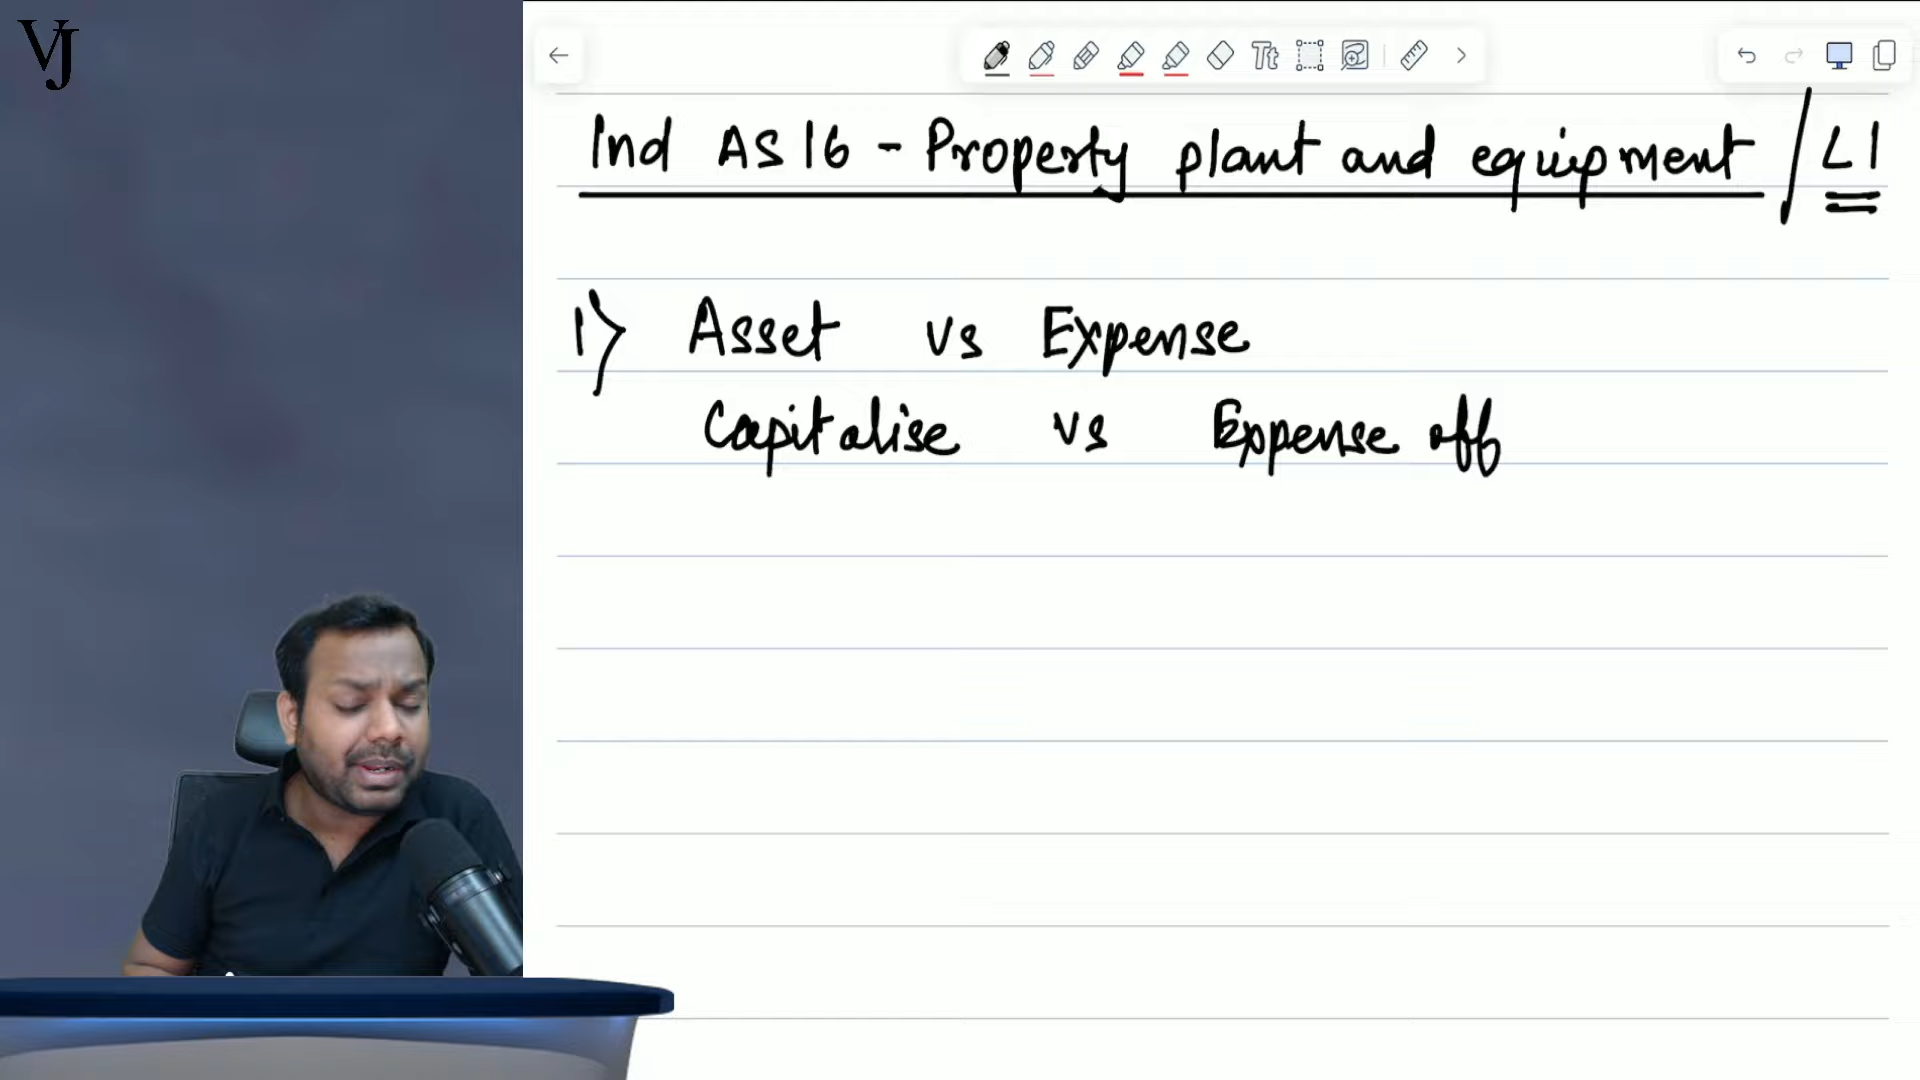 VJ
Ind AS 16 - Property plant and equipment / L1
1) Asset vs Expense
Capitalise vs Expense off